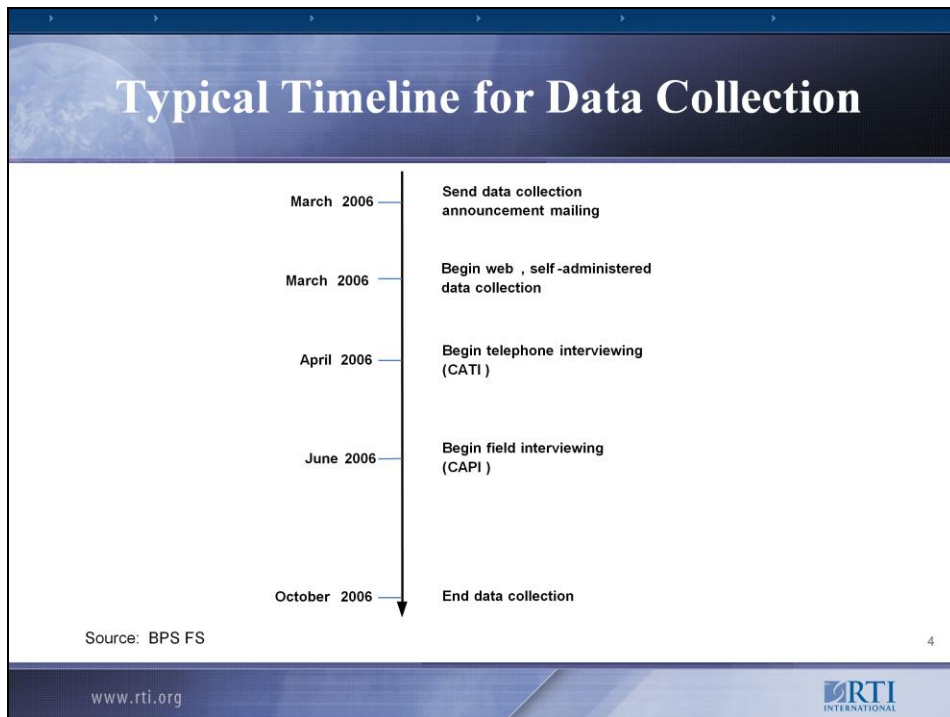 Typical Timeline for Data Collection
March 2006
Send data collection
announcement mailing
March 2006
Begin web , self-administered
data collection
April 2006
Begin telephone interviewing
(CATI )
June 2006
Begin field interviewing
(CAPI )
October 2006
End data collection
Source: BPS FS
4
www.rti.org
RTI
INTERNATIONAL